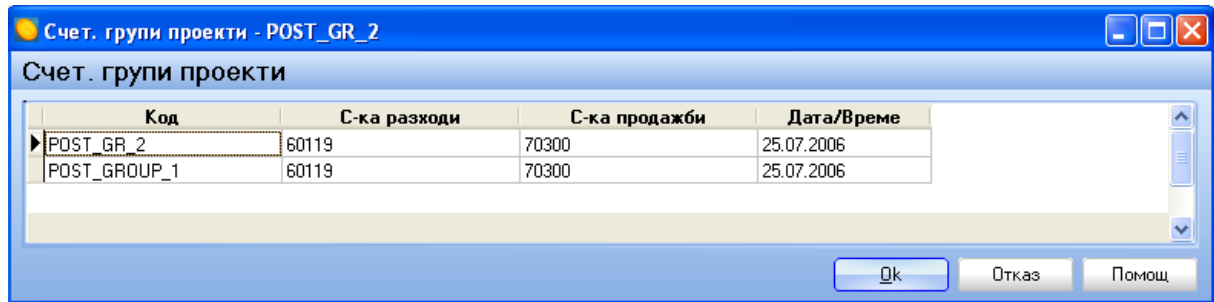 Счет. групи проекти - POST_GR_2
Счет. групи проекти
Код С-ка разходи С-ка продажби Дата/Време
POST_GR_2 60119 70300 25.07.2006
POST_GROUP_1 60119 70300 25.07.2006
Ok Отказ Помощ